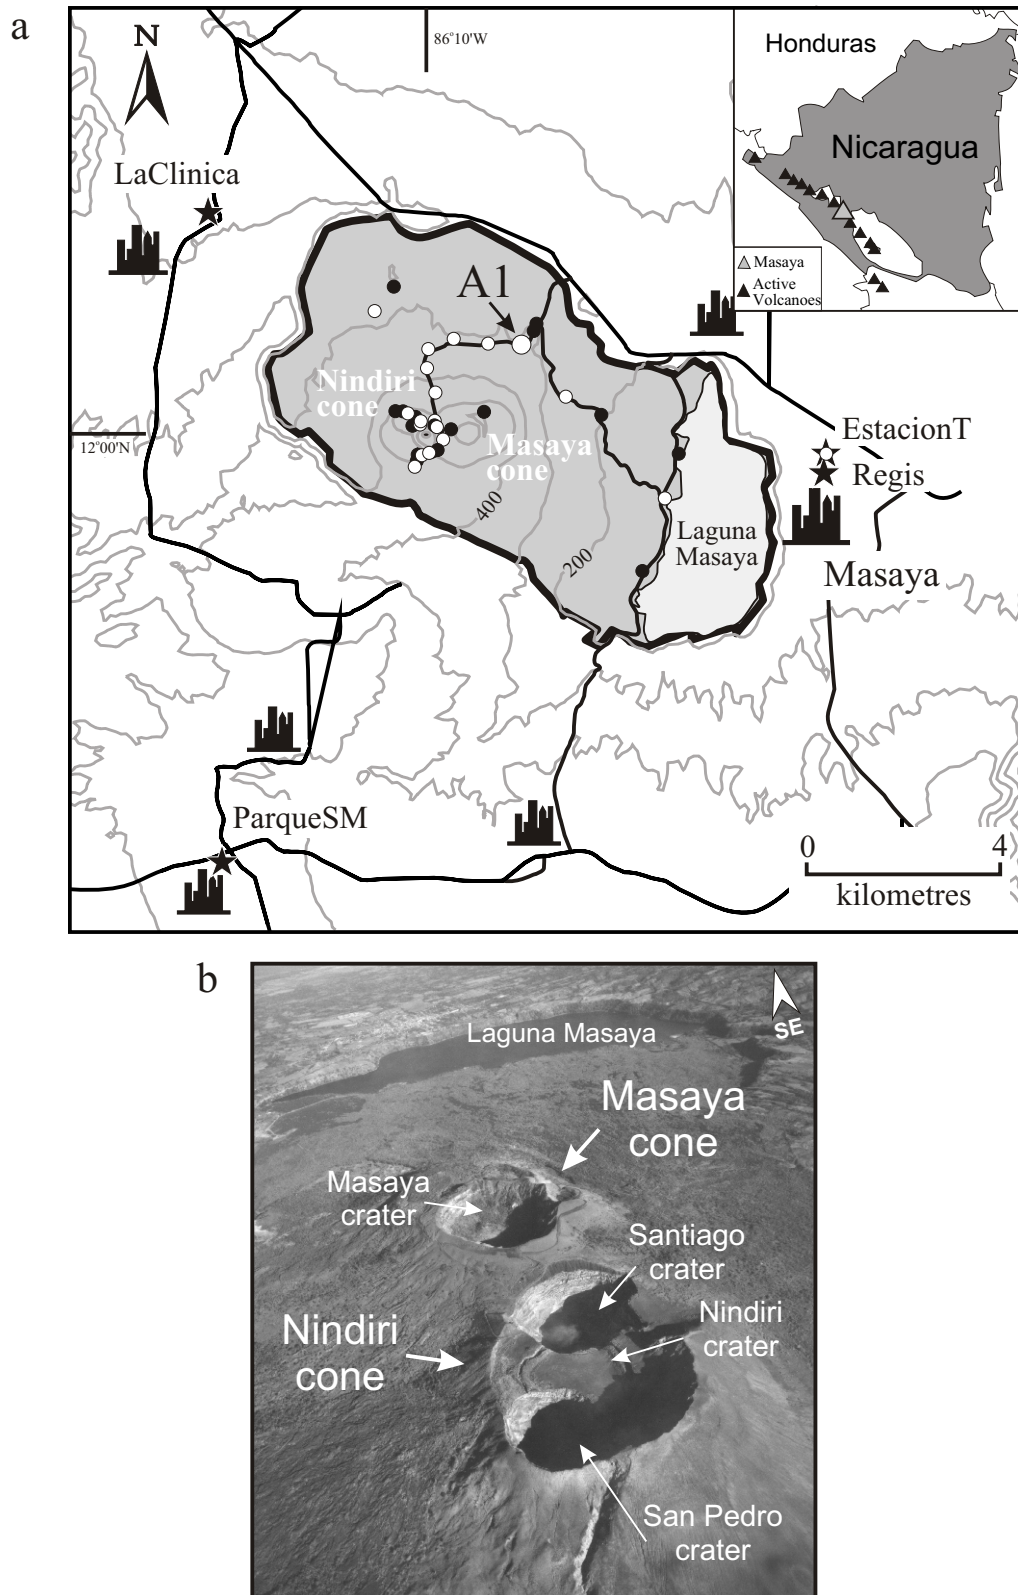 a
N
86°10'W
Honduras
Nicaragua
Masaya
Active
Volcanoes
LaClinica
A1
Nindiri
cone
Masaya
cone
12°00'N
EstacionT
Regis
400
200
Laguna
Masaya
Masaya
ParqueSM
0 4
kilometres
b
SE
Laguna Masaya
Masaya
cone
Masaya
crater
Santiago
crater
Nindiri
cone
Nindiri
crater
San Pedro
crater